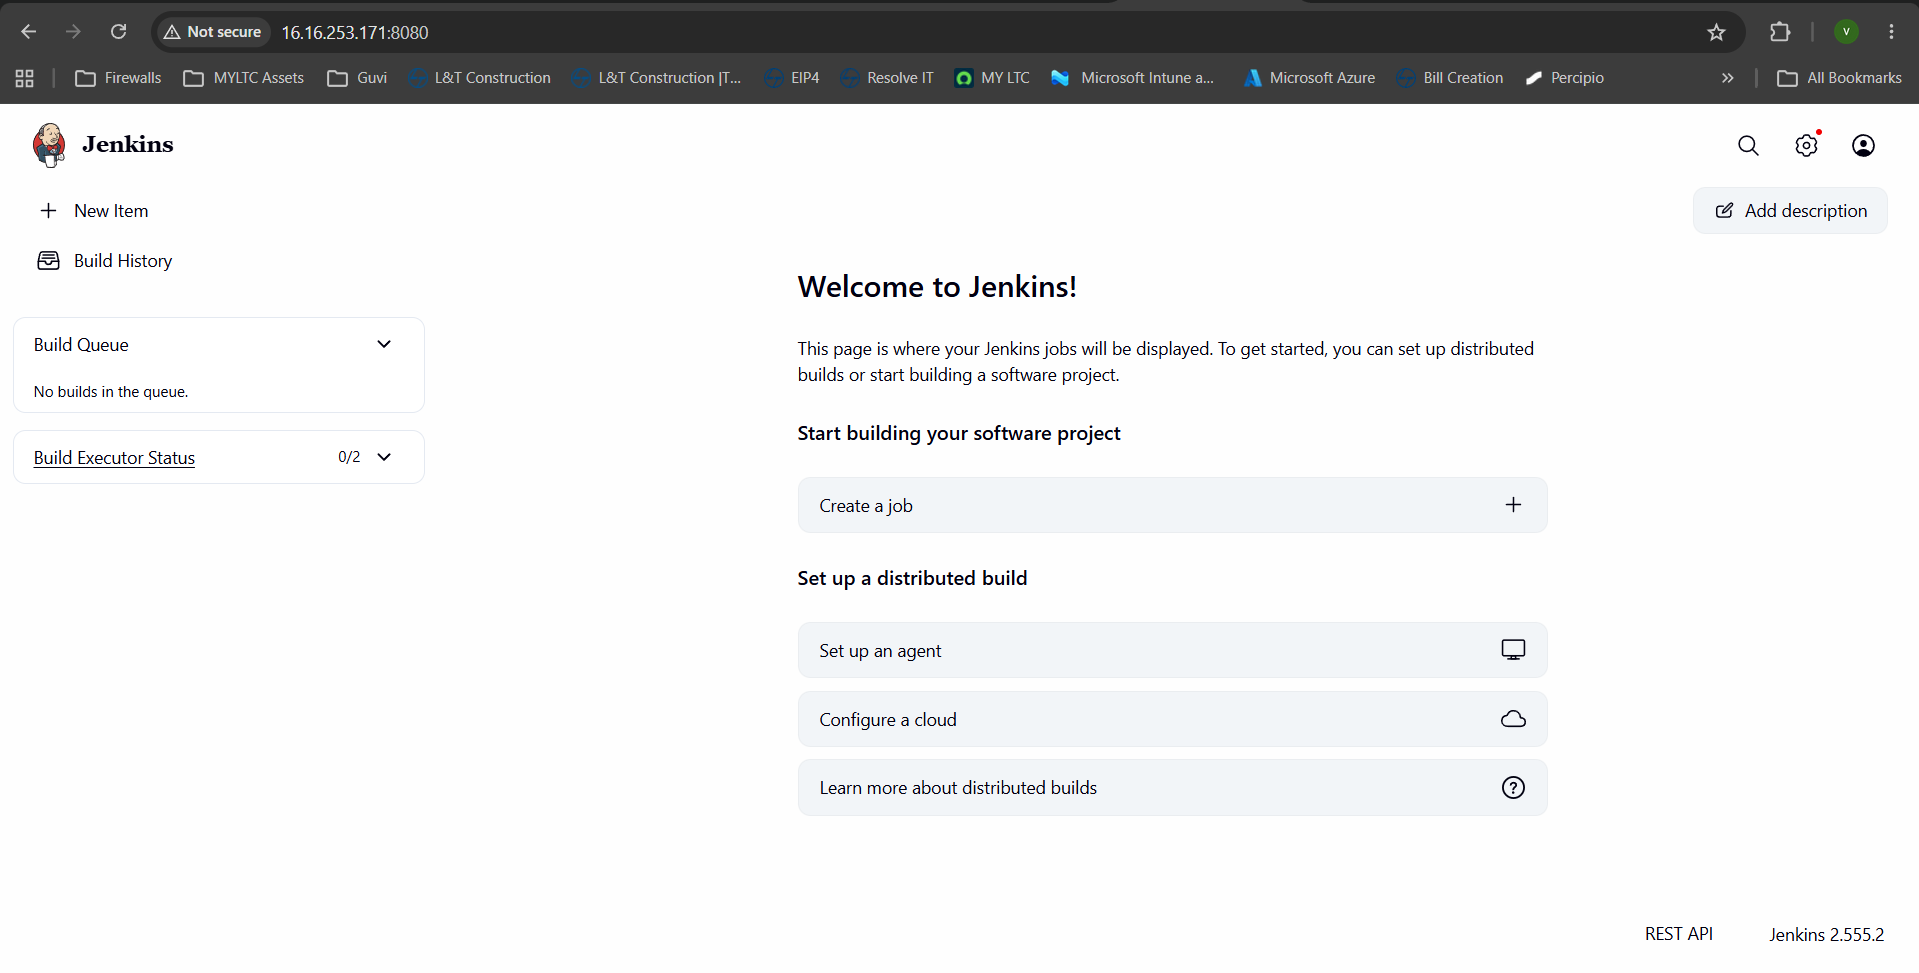 Not secure 16.16.253.171:8080
V
Firewalls MYLTC Assets Guvi L&T Construction L&T Construction |T... EIP4 Resolve IT MY LTC Microsoft Intune a... Microsoft Azure Bill Creation Percipio » All Bookmarks
Jenkins
New Item
Add description
Build History
Welcome to Jenkins!
Build Queue
No builds in the queue.
This page is where your Jenkins jobs will be displayed. To get started, you can set up distributed
builds or start building a software project.
Build Executor Status 0/2
Start building your software project
Create a job
Set up a distributed build
Set up an agent
Configure a cloud
Learn more about distributed builds
REST API Jenkins 2.555.2